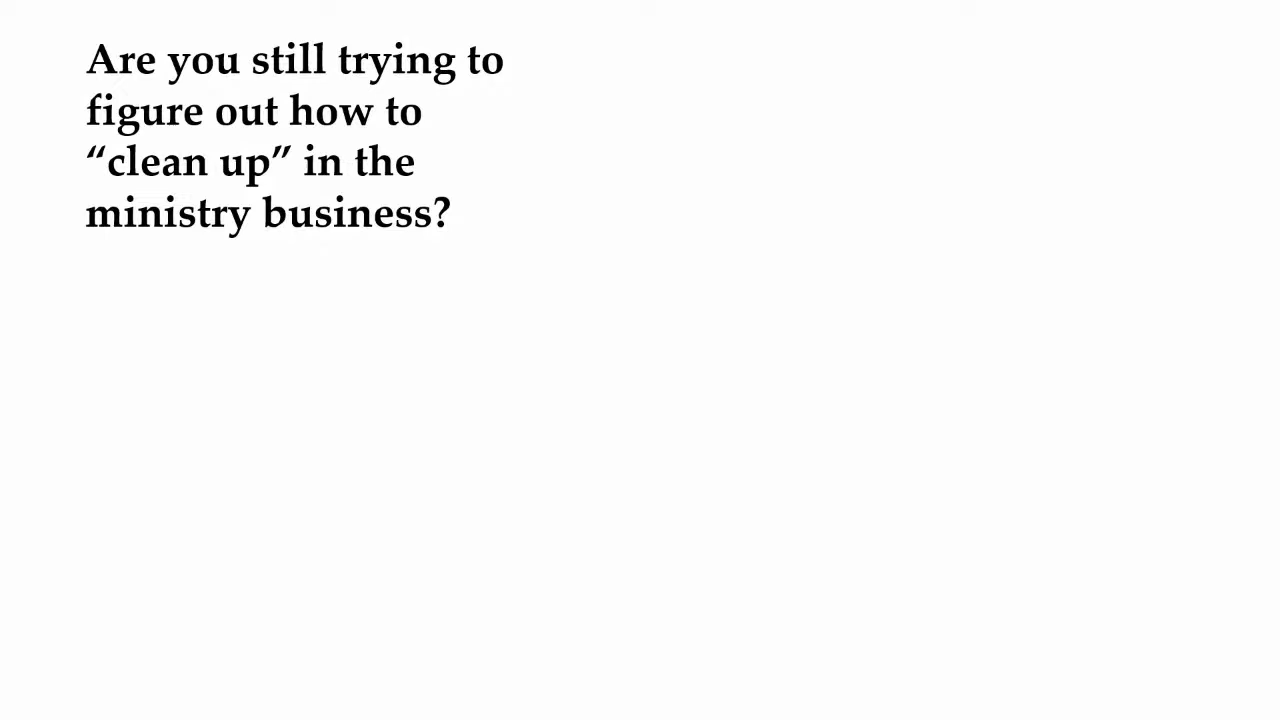 Are you still trying to
figure out how to
“clean up” in the
ministry business?